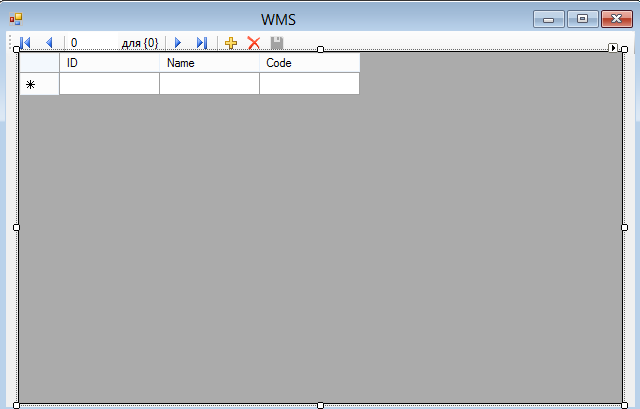 WMS
0 для {0}
ID Name Code